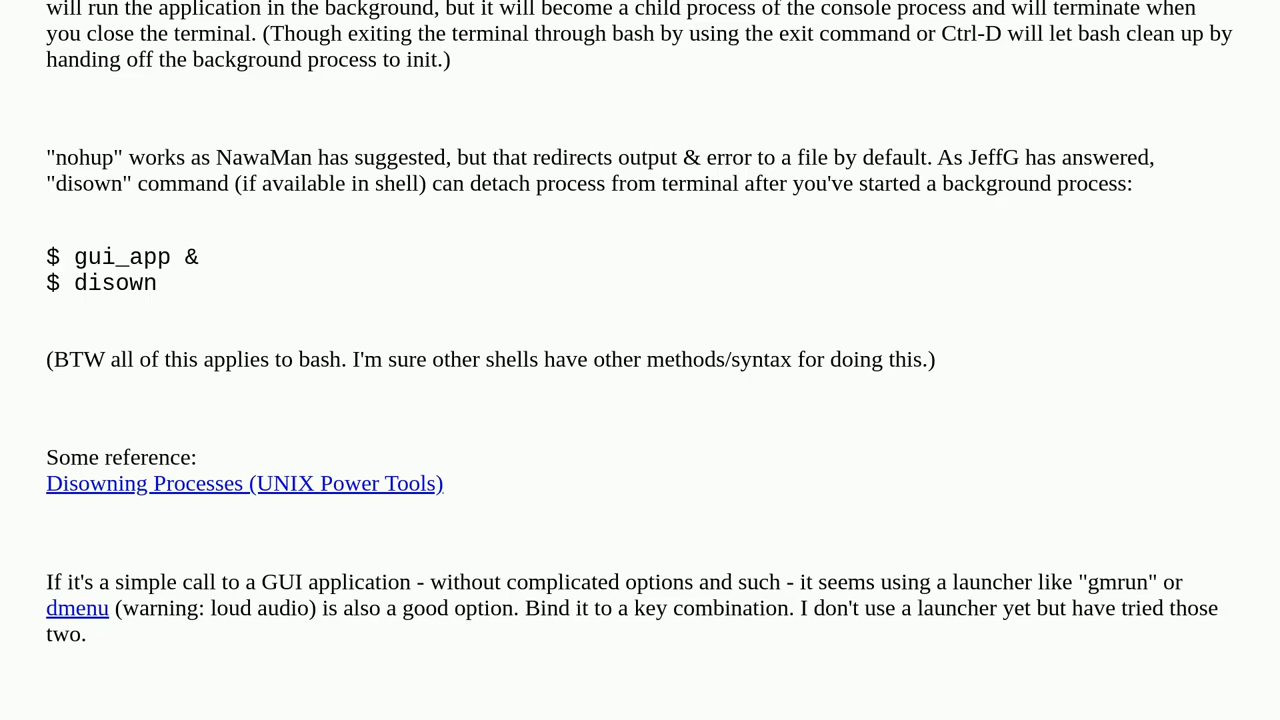 will run the application in the background, but it will become a child process of the console process and will terminate when
you close the terminal. (Though exiting the terminal through bash by using the exit command or Ctrl-D will let bash clean up by
handing off the background process to init.)
"nohup" works as NawaMan has suggested, but that redirects output & error to a file by default. As JeffG has answered,
"disown" command (if available in shell) can detach process from terminal after you've started a background process:
$ gui_app &
$ disown
(BTW all of this applies to bash. I'm sure other shells have other methods/syntax for doing this.)
Some reference:
Disowning Processes (UNIX Power Tools)
If it's a simple call to a GUI application - without complicated options and such - it seems using a launcher like "gmrun" or
dmenu (warning: loud audio) is also a good option. Bind it to a key combination. I don't use a launcher yet but have tried those
two.